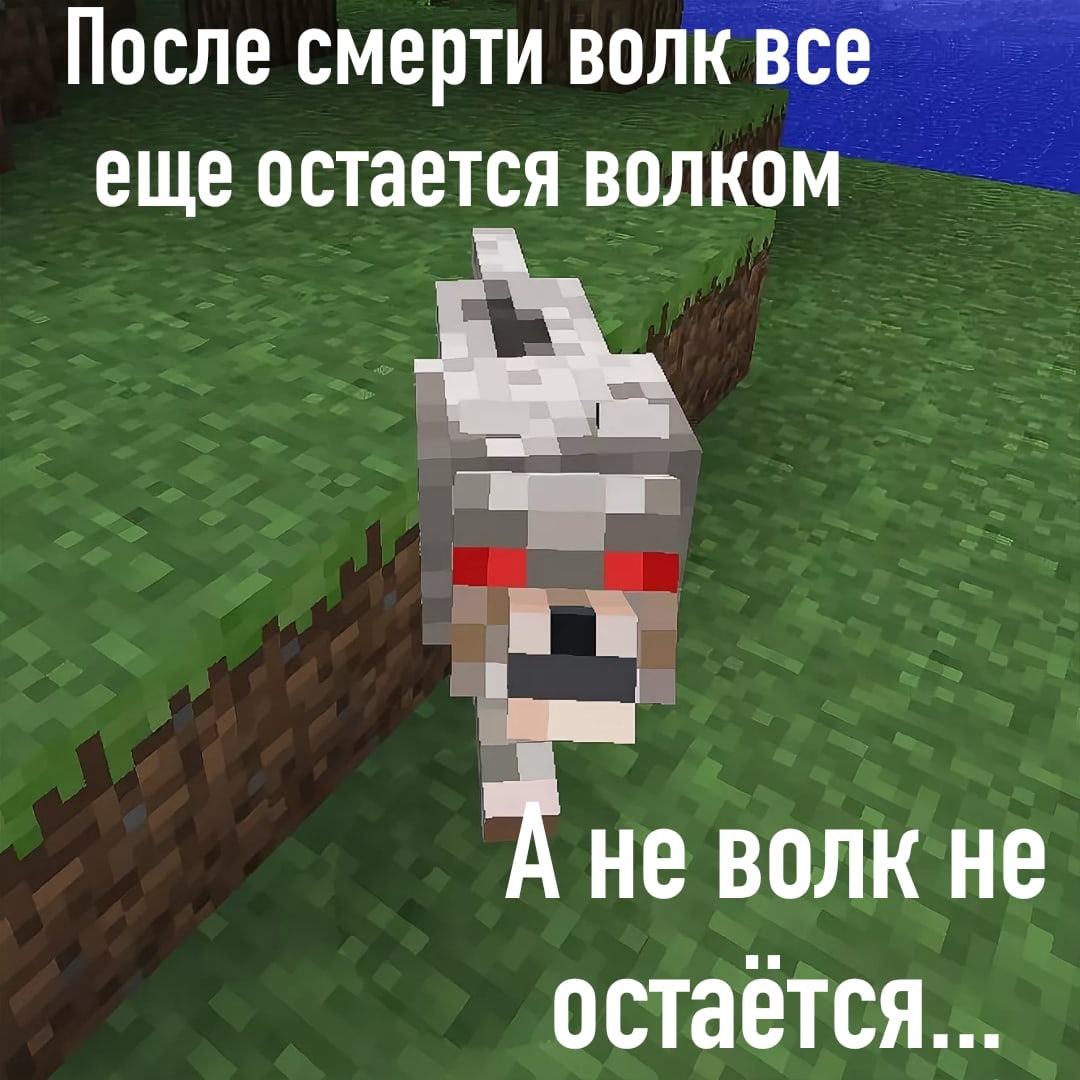 После смерти волк все
еще остается волком
А не волк не
остаётся...